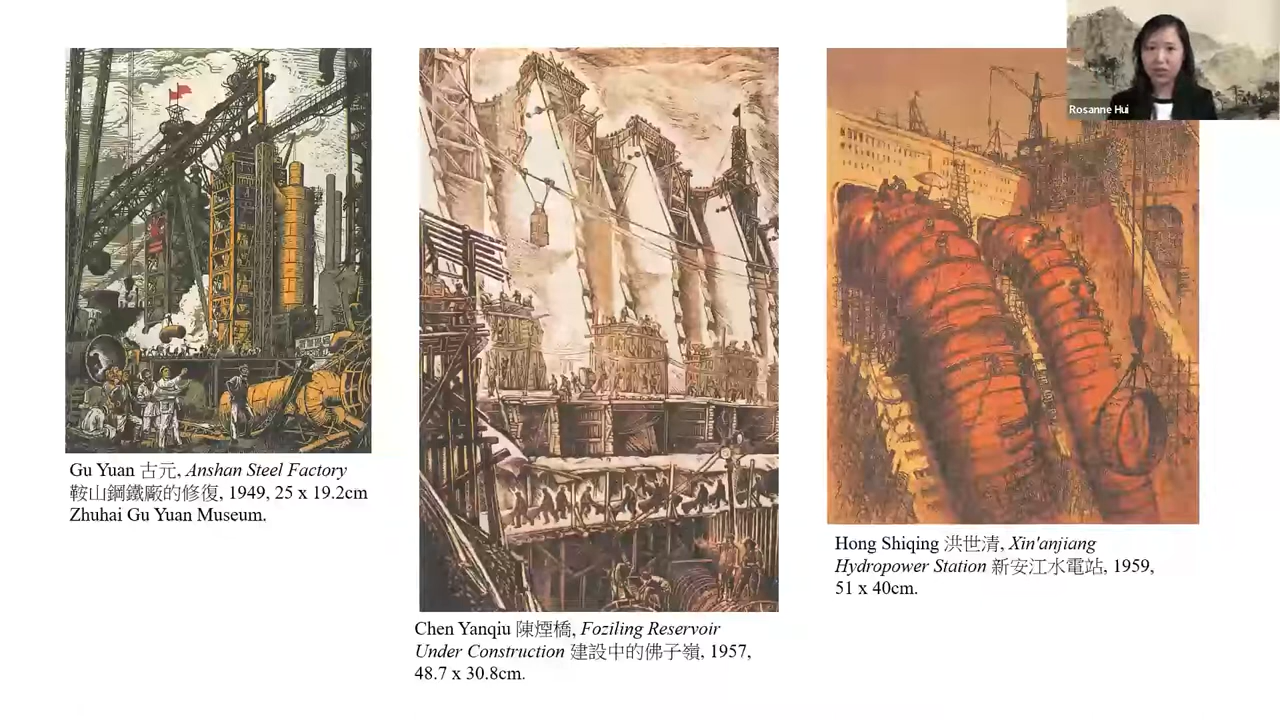 Rosanne Hui
Gu Yuan 古元, Anshan Steel Factory
鞍山鋼鐵廠的修復, 1949, 25 x 19.2cm
Zhuhai Gu Yuan Museum.
Chen Yanqiu 陳煙橋, Foziling Reservoir
Under Construction 建設中的佛子嶺, 1957,
48.7 x 30.8cm.
Hong Shiqing 洪世清, Xin'anjiang
Hydropower Station 新安江水電站, 1959,
51 x 40cm.